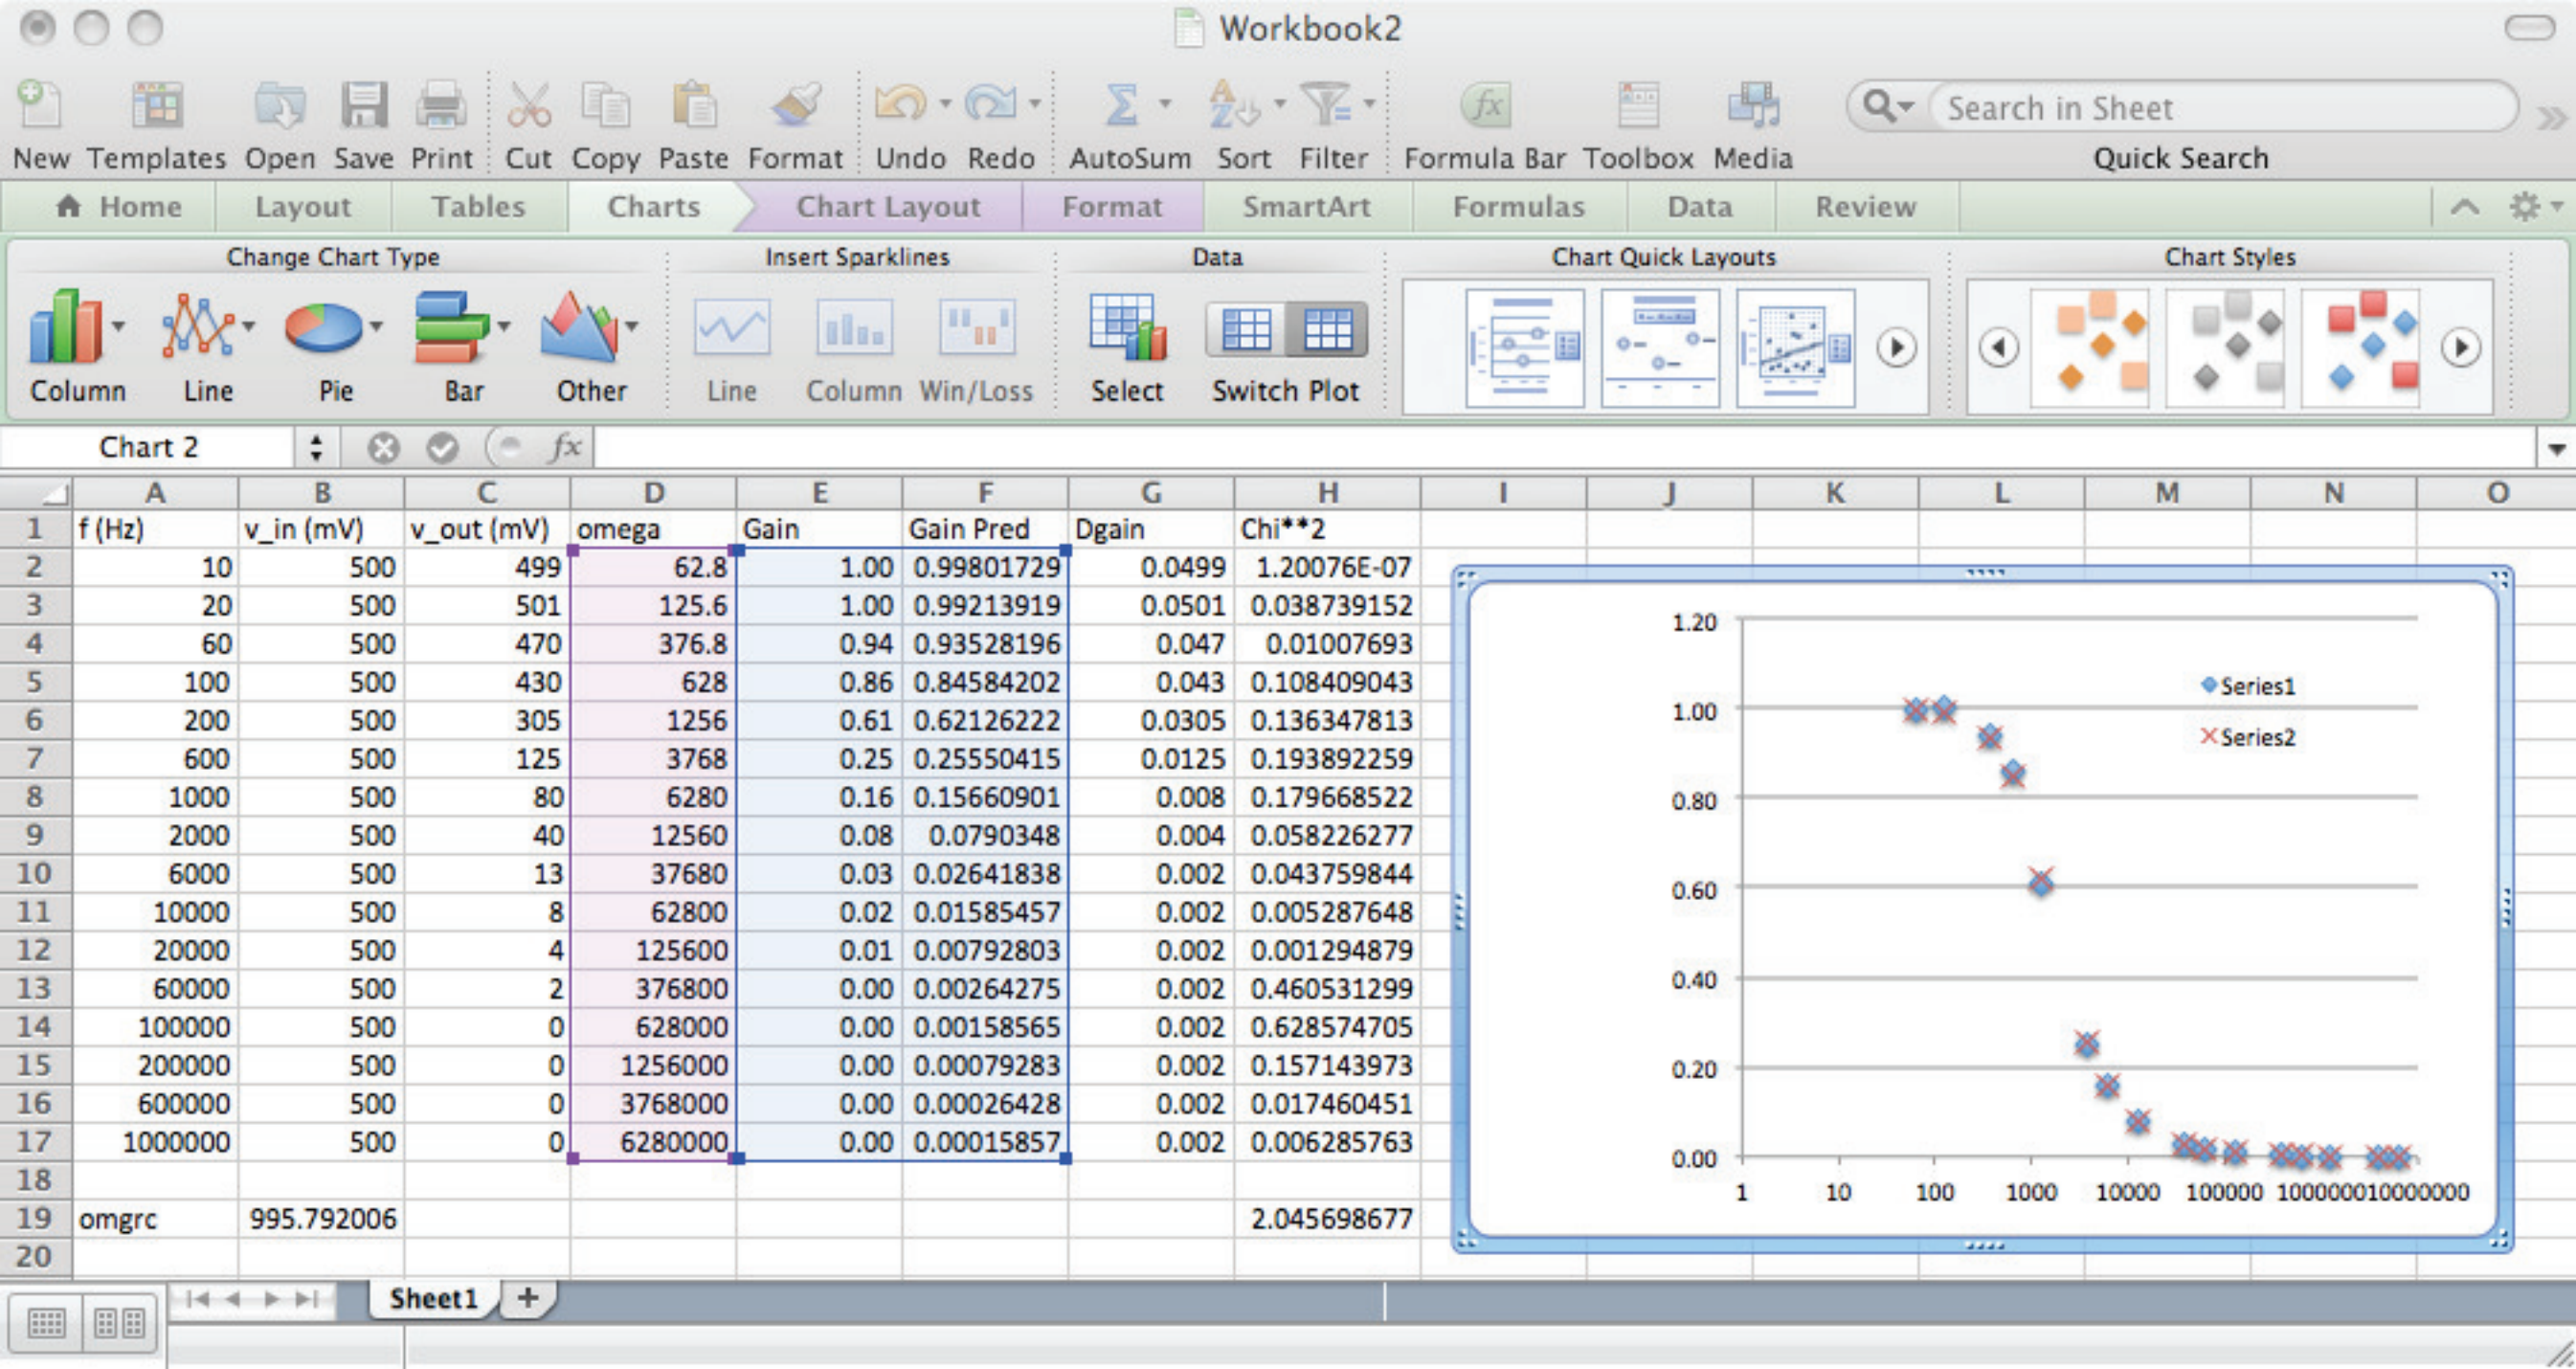 Workbook2
New Templates Open Save Print Cut Copy Paste Format Undo Redo AutoSum Sort Filter Formula Bar Toolbox Media
Search in Sheet
Quick Search
Home Layout Tables Charts Chart Layout Format SmartArt Formulas Data Review
Change Chart Type Insert Sparklines Data Chart Quick Layouts Chart Styles
Column Line Pie Bar Other Line Column Win/Loss Select Switch Plot
Chart 2 fx
A B C D E F G H I J K L M N O
1 f (Hz) v_in (mV) v_out (mV) omega Gain Gain Pred Dgain Chi**2
2 10 500 499 62.8 1.00 0.99801729 0.0499 1.20076E-07
3 20 500 501 125.6 1.00 0.99213919 0.0501 0.038739152
4 60 500 470 376.8 0.94 0.93528196 0.047 0.01007693
5 100 500 430 628 0.86 0.84584202 0.043 0.108409043
6 200 500 305 1256 0.61 0.62126222 0.0305 0.136347813
7 600 500 125 3768 0.25 0.25550415 0.0125 0.193892259
8 1000 500 80 6280 0.16 0.15660901 0.008 0.179668522
9 2000 500 40 12560 0.08 0.0790348 0.004 0.058226277
10 6000 500 13 37680 0.03 0.02641838 0.002 0.043759844
11 10000 500 8 62800 0.02 0.01585457 0.002 0.005287648
12 20000 500 4 125600 0.01 0.00792803 0.002 0.001294879
13 60000 500 2 376800 0.00 0.00264275 0.002 0.460531299
14 100000 500 0 628000 0.00 0.00158565 0.002 0.628574705
15 200000 500 0 1256000 0.00 0.00079283 0.002 0.157143973
16 600000 500 0 3768000 0.00 0.00026428 0.002 0.017460451
17 1000000 500 0 6280000 0.00 0.00015857 0.002 0.006285763
18
19 omgrc 995.792006 2.045698677
20
1.20
1.00
0.80
0.60
0.40
0.20
0.00
1 10 100 1000 10000 100000 1000000 10000000
Series1
Series2
Sheet1